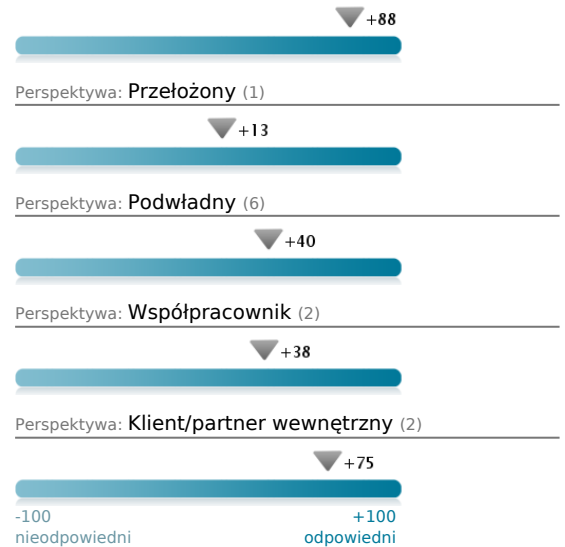 +88
Perspektywa: Przełożony (1)
+13
Perspektywa: Podwładny (6)
+40
Perspektywa: Współpracownik (2)
+38
Perspektywa: Klient/partner wewnętrzny (2)
+75
-100 +100
nieodpowiedni odpowiedni